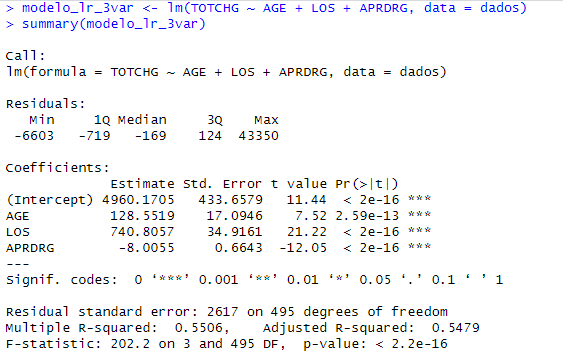 > modelo_lr_3var <- lm(TOTCHG ~ AGE + LOS + APRDRG, data = dados)
> summary(modelo_lr_3var)
Call:
lm(formula = TOTCHG ~ AGE + LOS + APRDRG, data = dados)
Residuals:
Min 1Q Median 3Q Max
-6603 -719 -169 124 43350
Coefficients:
Estimate Std. Error t value Pr(>|t|)
(Intercept) 4960.1705 433.6579 11.44 < 2e-16 ***
AGE 128.5519 17.0946 7.52 2.59e-13 ***
LOS 740.8057 34.9161 21.22 < 2e-16 ***
APRDRG -8.0055 0.6643 -12.05 < 2e-16 ***
---
Signif. codes: 0 ‘***’ 0.001 ‘**’ 0.01 ‘*’ 0.05 ‘.’ 0.1 ‘ ’ 1
Residual standard error: 2617 on 495 degrees of freedom
Multiple R-squared: 0.5506, Adjusted R-squared: 0.5479
F-statistic: 202.2 on 3 and 495 DF, p-value: < 2.2e-16